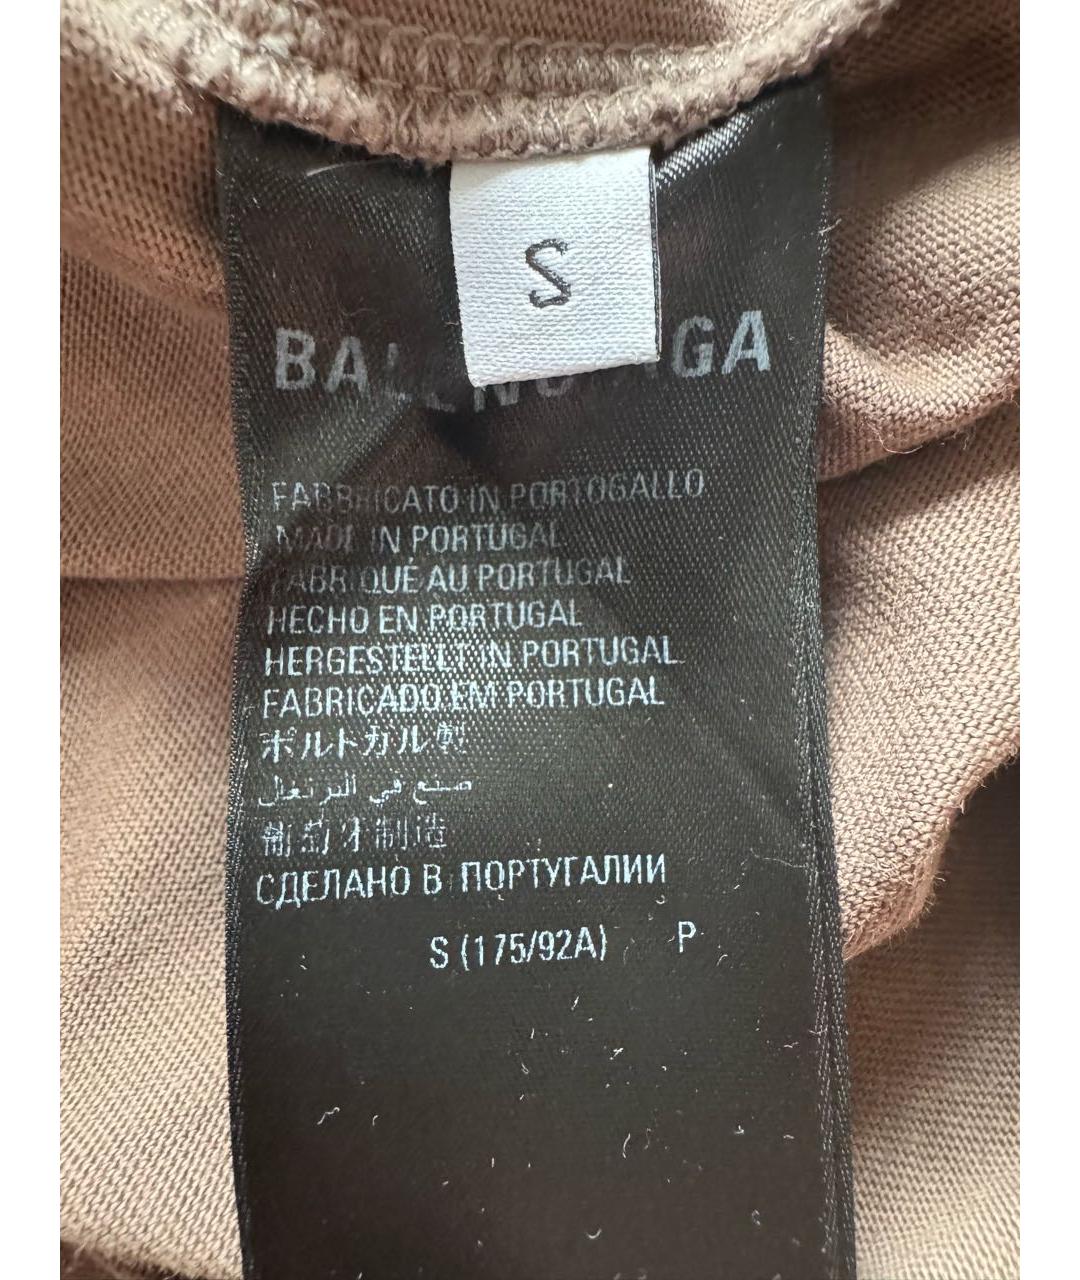 S
BALENCIAGA
FABBRICATO IN PORTOGALLO
MADE IN PORTUGAL
FABRIQUÉ AU PORTUGAL
HECHO EN PORTUGAL
HERGESTELLT IN PORTUGAL
FABRICADO EM PORTUGAL
ポルトガル製
صنع في البرتغال
葡萄牙制造
СДЕЛАНО В ПОРТУГАЛИИ
S (175/92A) P